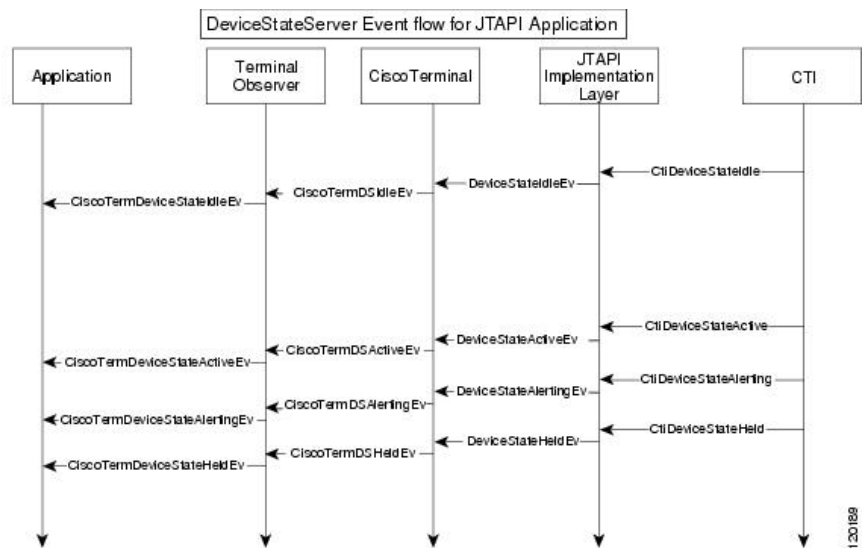 DeviceStateServer Event flow for JTAPI Application
Application
Terminal
Observer
CiscoTerminal
JTAPI
Implementation
Layer
CTI
CtiDeviceStateIdle
DeviceStateIdleEv
CiscoTermDSIdleEv
CiscoTermDeviceStateIdleEv
CtiDeviceStateActive
DeviceStateActiveEv
CiscoTermDSActiveEv
CiscoTermDeviceStateActiveEv
CtiDeviceStateAlerting
DeviceStateAlertingEv
CiscoTermDSAlertingEv
CiscoTermDeviceStateAlertingEv
CtiDeviceStateHeld
DeviceStateHeldEv
CiscoTermDSHeldEv
CiscoTermDeviceStateHeldEv
120189